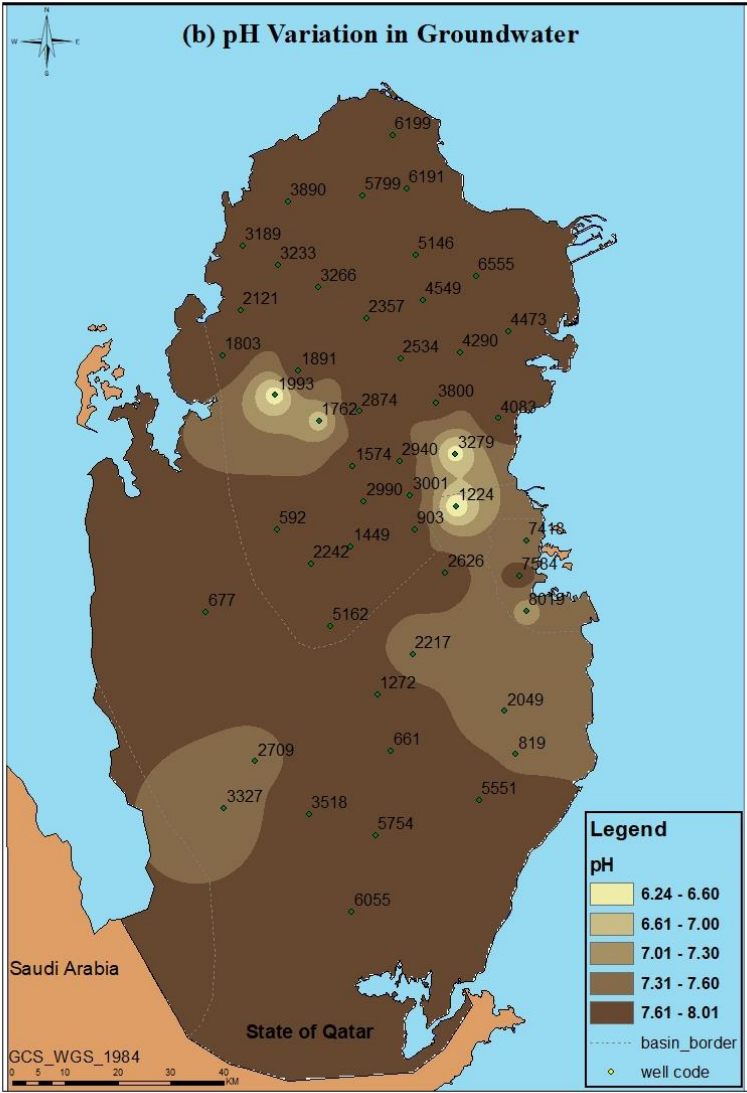 N
W E
S
(b) pH Variation in Groundwater
6199
6191
5799
3890
3189
5146
3233
6555
3266
4549
2121
2357
4473
4290
1803
2534
1891
1993
3800
2874
1762
4083
3279
2940
1574
3001
2990
1224
592
903
7418
1449
2242
2626
7584
8019
677
5162
2217
1272
2049
2709
661
819
3327
5551
3518
5754
6055
Legend
pH
6.24 - 6.60
6.61 - 7.00
7.01 - 7.30
7.31 - 7.60
7.61 - 8.01
basin_border
well code
Saudi Arabia
State of Qatar
GCS_WGS_1984
0 5 10 20 30 40
KM